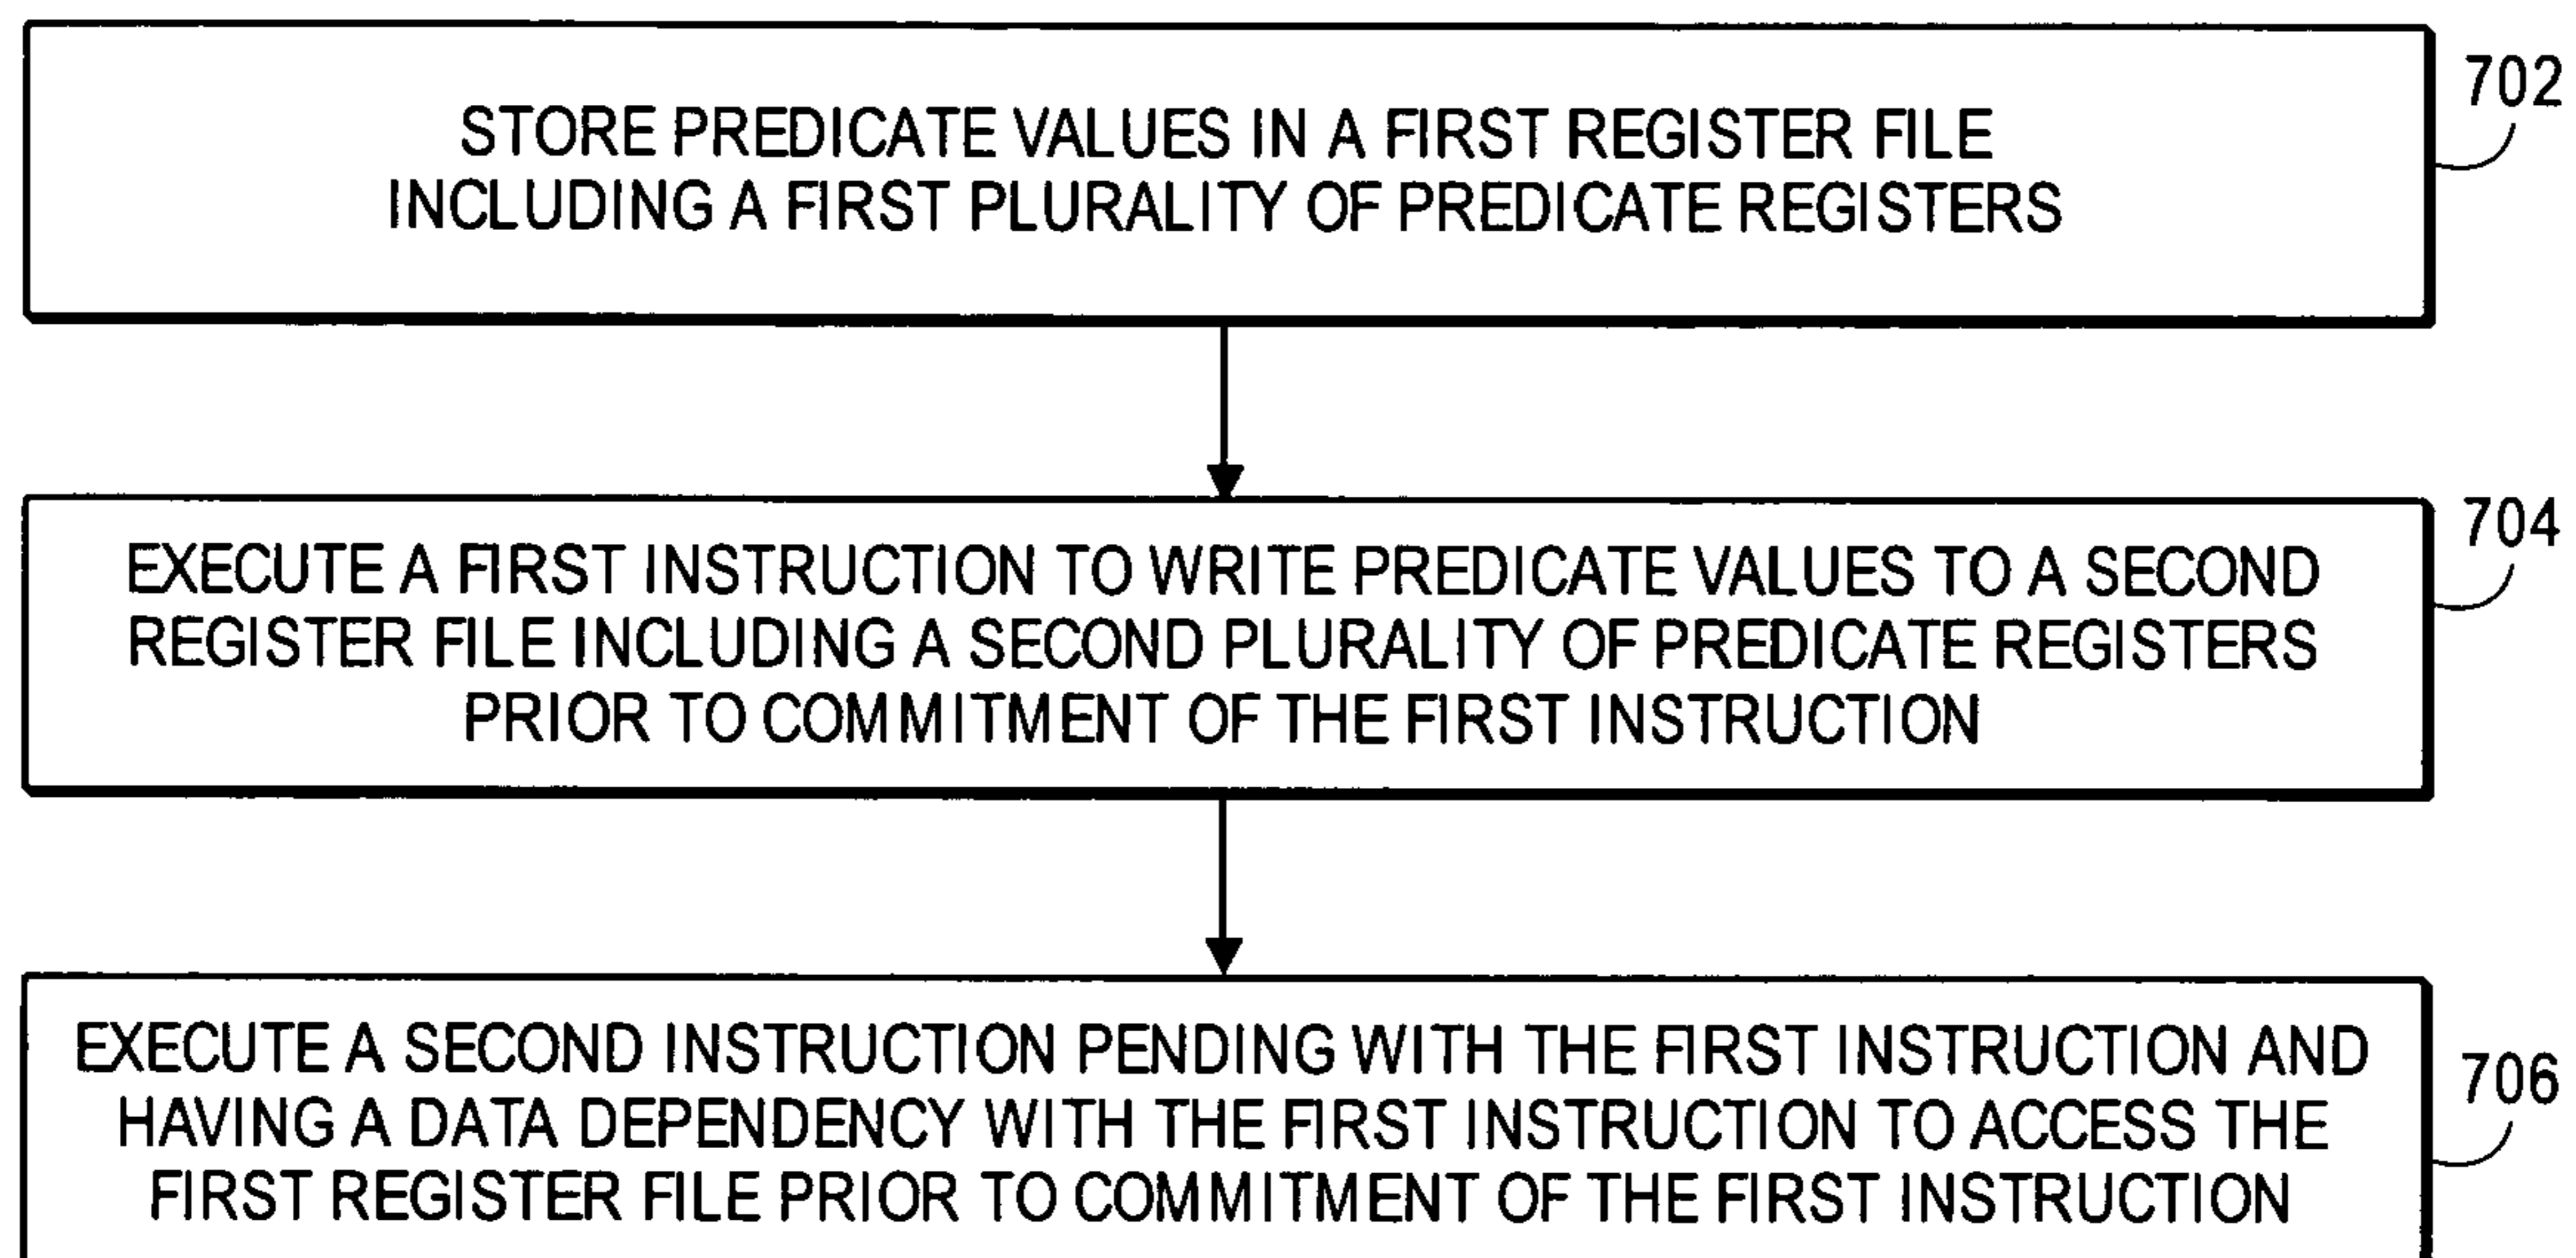 702
STORE PREDICATE VALUES IN A FIRST REGISTER FILE
INCLUDING A FIRST PLURALITY OF PREDICATE REGISTERS
704
EXECUTE A FIRST INSTRUCTION TO WRITE PREDICATE VALUES TO A SECOND
REGISTER FILE INCLUDING A SECOND PLURALITY OF PREDICATE REGISTERS
PRIOR TO COMMITMENT OF THE FIRST INSTRUCTION
706
EXECUTE A SECOND INSTRUCTION PENDING WITH THE FIRST INSTRUCTION AND
HAVING A DATA DEPENDENCY WITH THE FIRST INSTRUCTION TO ACCESS THE
FIRST REGISTER FILE PRIOR TO COMMITMENT OF THE FIRST INSTRUCTION